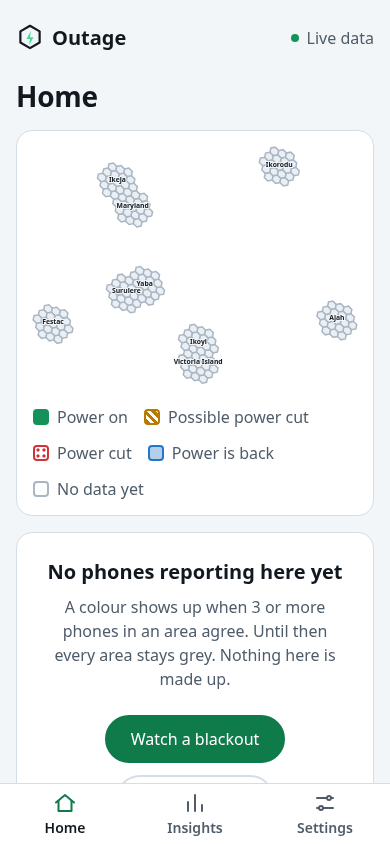 Outage
Live data
Home
Ikorodu
Ikeja
Maryland
Yaba
Surulere
Festac
Ajah
Ikoyi
Victoria Island
Power on
Possible power cut
Power cut
Power is back
No data yet
No phones reporting here yet
A colour shows up when 3 or more
phones in an area agree. Until then
every area stays grey. Nothing here is
made up.
Watch a blackout
Home
Insights
Settings